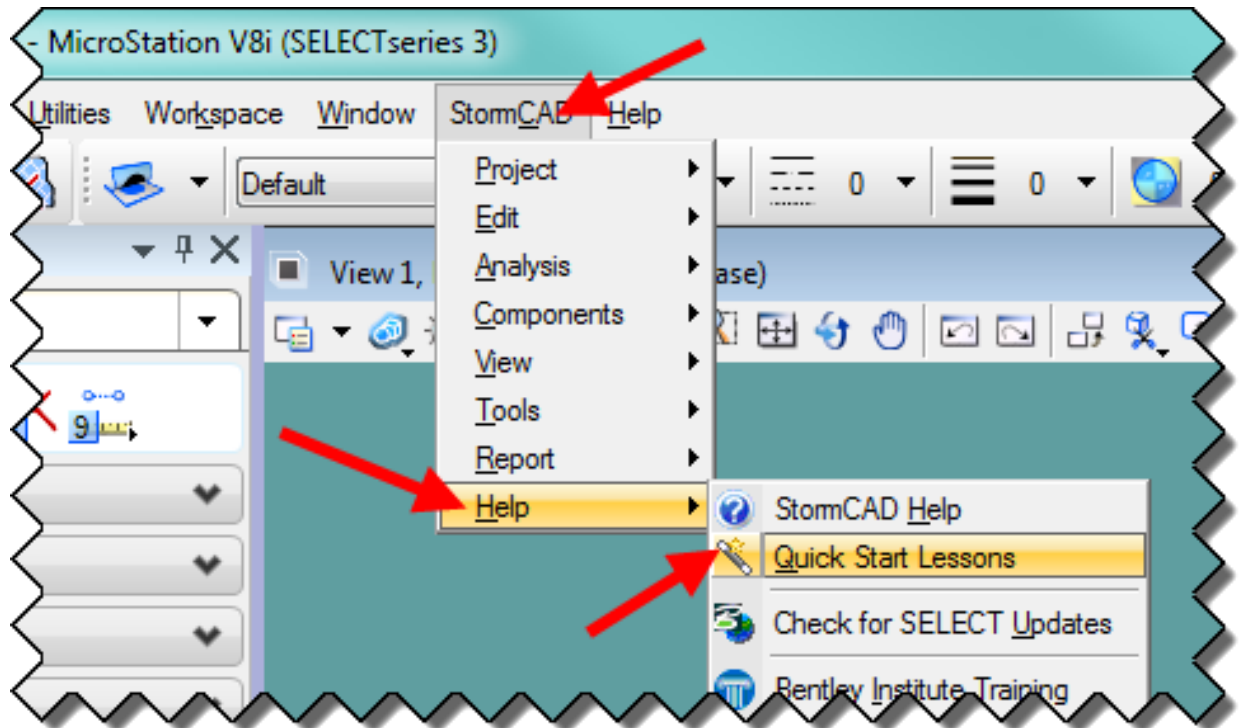 - MicroStation V8i (SELECTseries 3)
Utilities Workspace Window StormCAD Help
Default 0 0
Project
Edit
View 1, ase)
Analysis
Components
View
Tools
9
Report
Help
StormCAD Help
Quick Start Lessons
Check for SELECT Updates
Bentley Institute Training